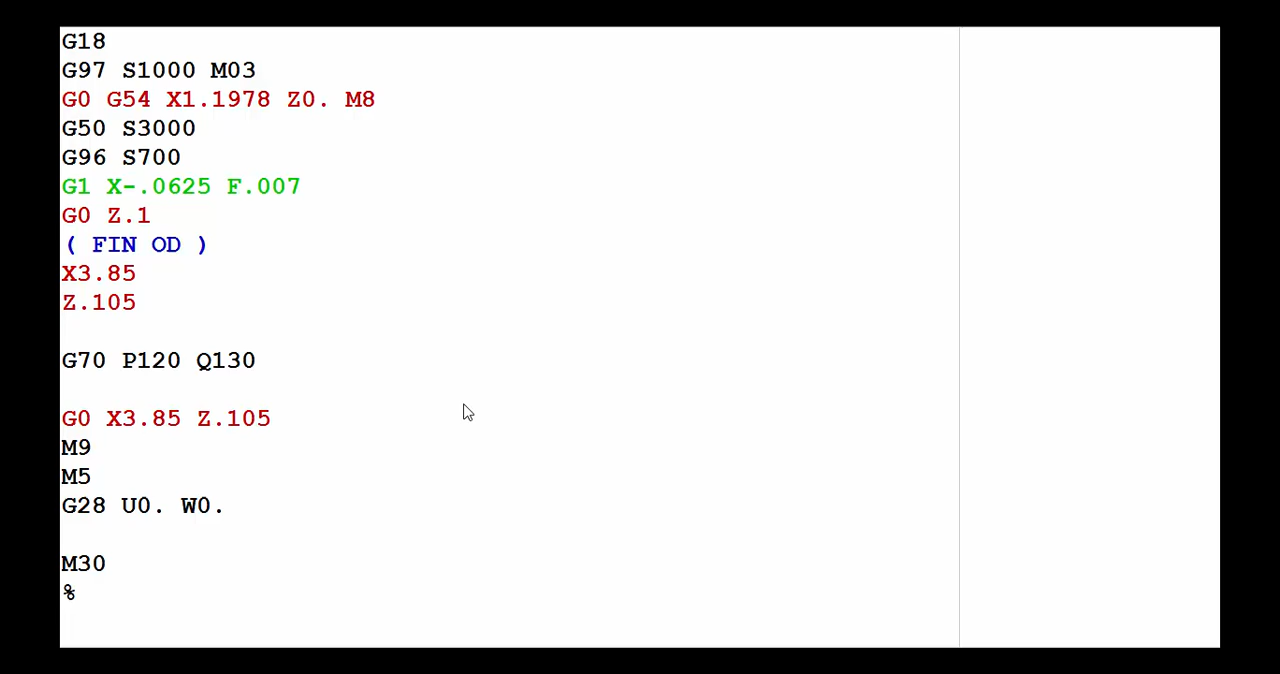 G18
G97 S1000 M03
G0 G54 X1.1978 Z0. M8
G50 S3000
G96 S700
G1 X-.0625 F.007
G0 Z.1
( FIN OD )
X3.85
Z.105
G70 P120 Q130
G0 X3.85 Z.105
M9
M5
G28 U0. W0.
M30
%